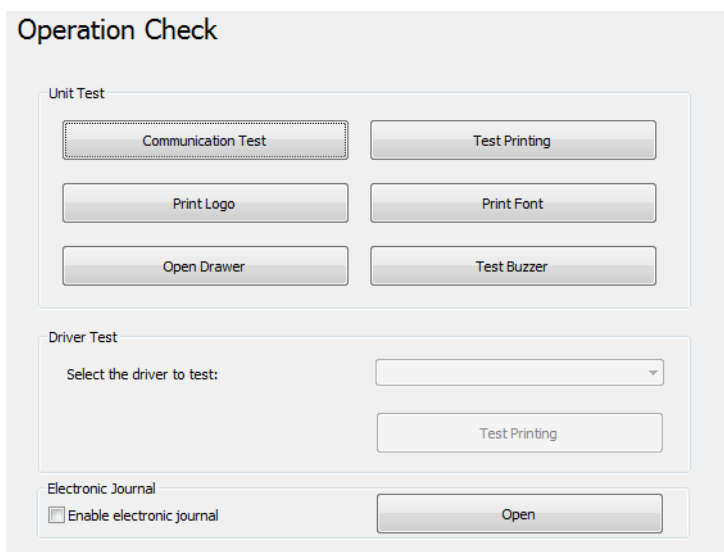 Operation Check
Unit Test
Communication Test
Test Printing
Print Logo
Print Font
Open Drawer
Test Buzzer
Driver Test
Select the driver to test:
Test Printing
Electronic Journal
Enable electronic journal
Open